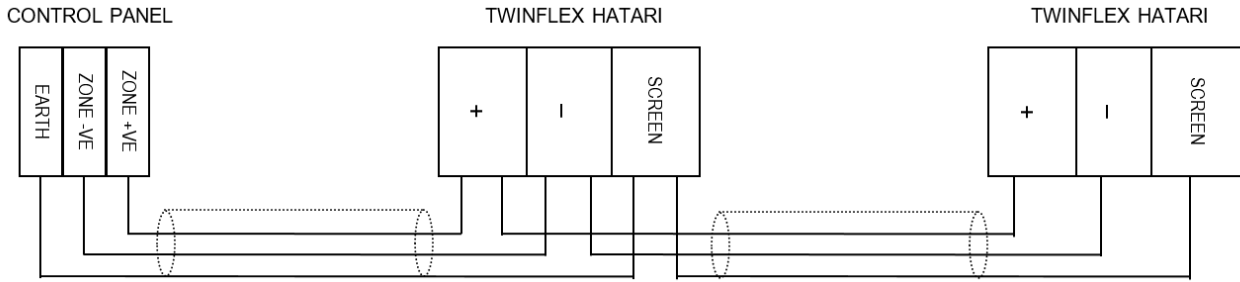 CONTROL PANEL
TWINFLEX HATARI
TWINFLEX HATARI
EARTH
ZONE -VE
ZONE +VE
+
–
SCREEN
+
–
SCREEN